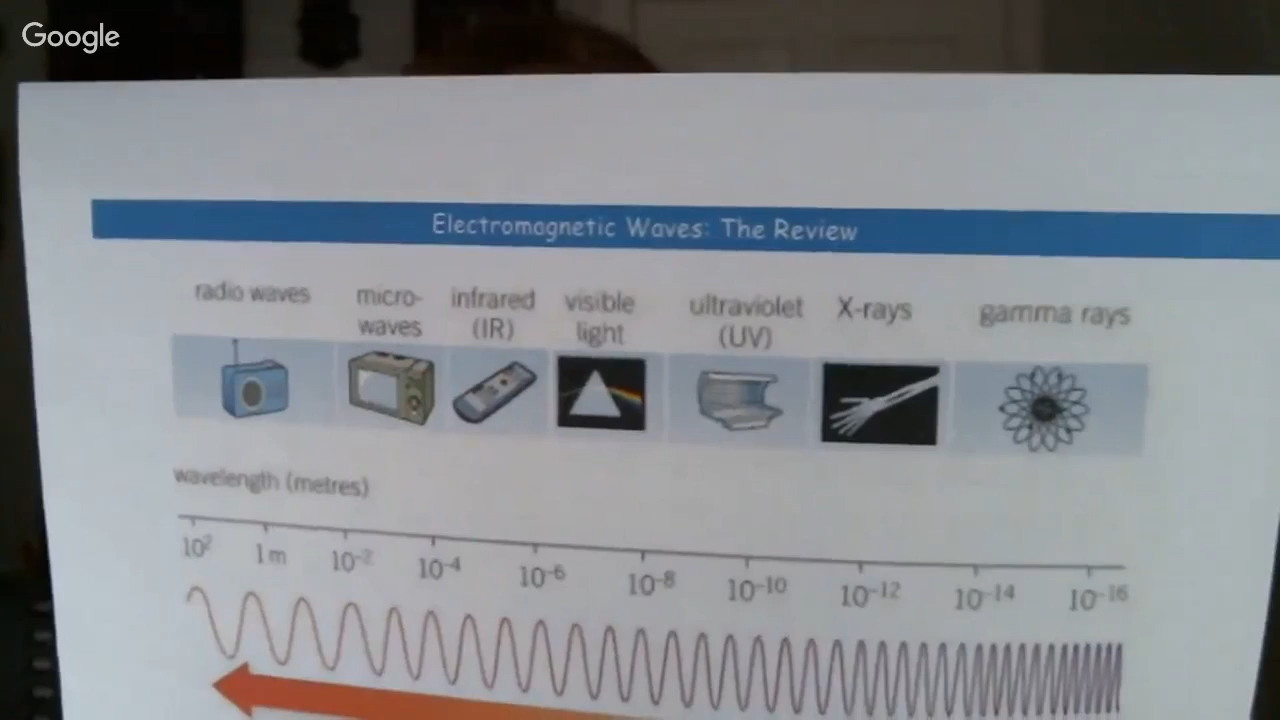 Google
Electromagnetic Waves: The Review
radio waves
micro-
waves
infrared
(IR)
visible
light
ultraviolet
(UV)
X-rays
gamma rays
wavelength (metres)
10² 1m 10⁻² 10⁻⁴ 10⁻⁶ 10⁻⁸ 10⁻¹⁰ 10⁻¹² 10⁻¹⁴ 10⁻¹⁶